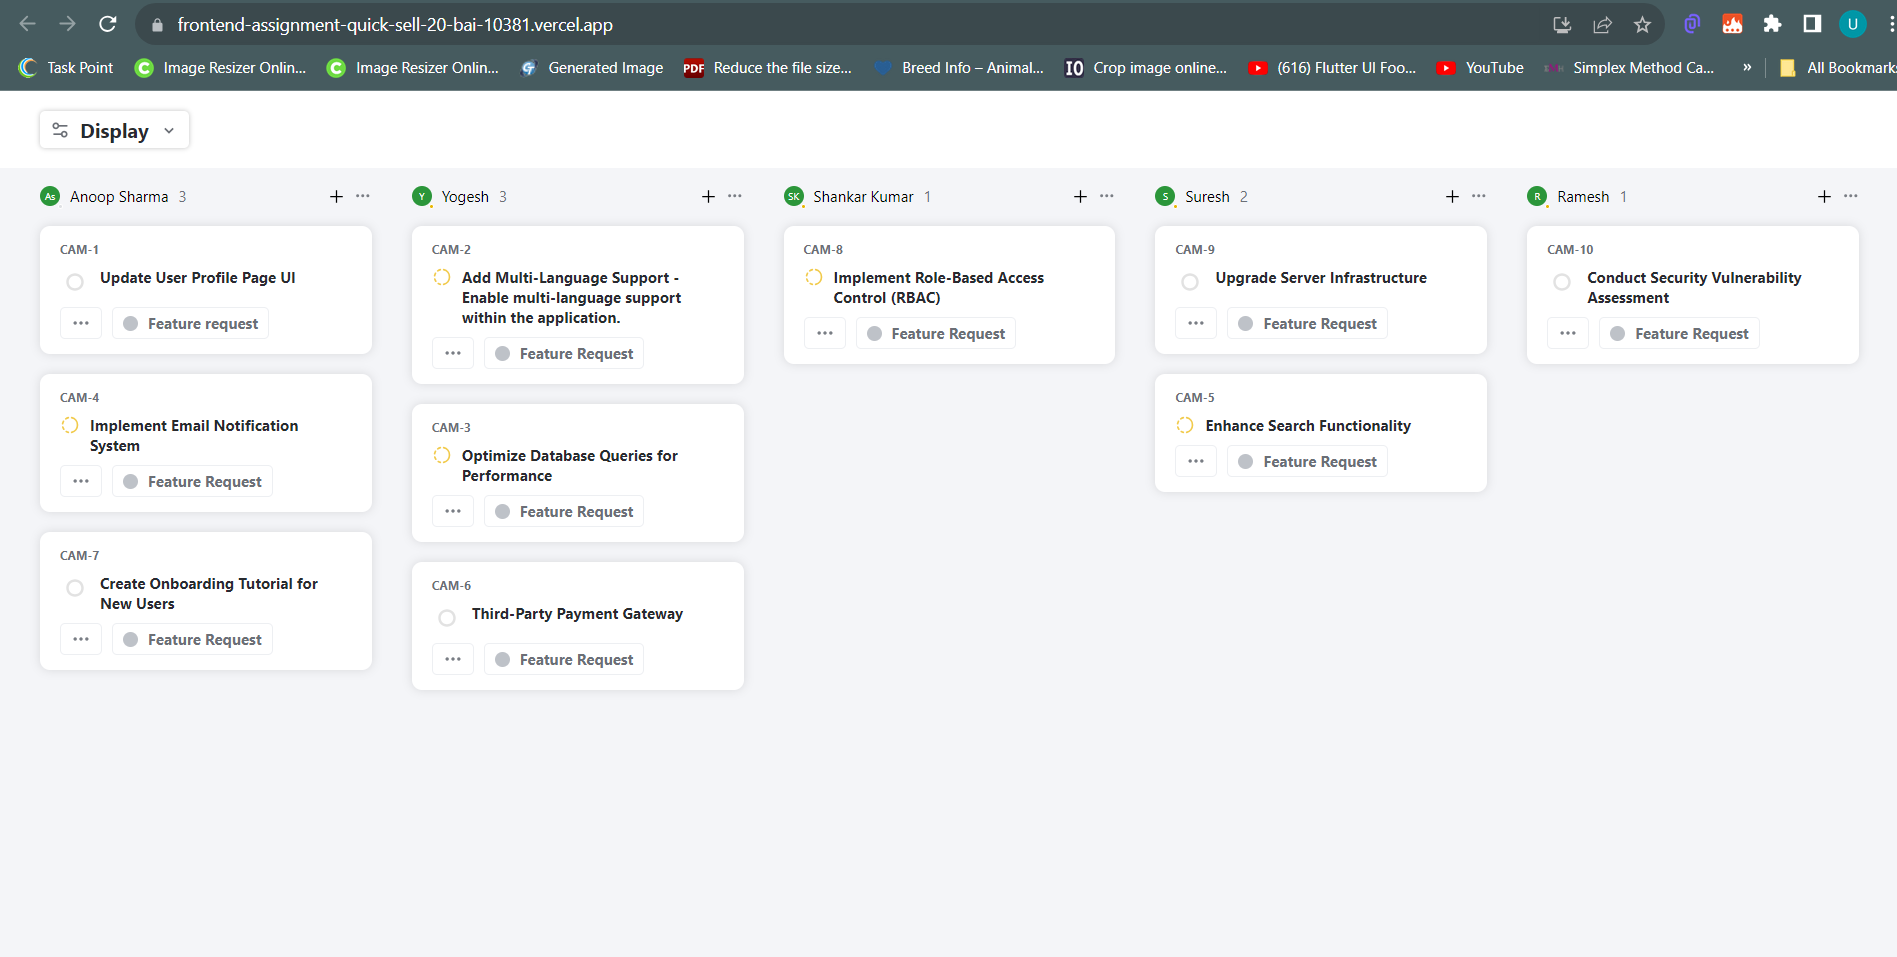 frontend-assignment-quick-sell-20-bai-10381.vercel.app
U
Task Point
Image Resizer Onlin...
Image Resizer Onlin...
Generated Image
PDF
Reduce the file size...
Breed Info – Animal...
IO
Crop image online...
(616) Flutter UI Foo...
YouTube
Simplex Method Ca...
»
All Bookmarks
Display
As Anoop Sharma 3
CAM-1
Update User Profile Page UI
Feature request
CAM-4
Implement Email Notification
System
Feature Request
CAM-7
Create Onboarding Tutorial for
New Users
Feature Request
Y Yogesh 3
CAM-2
Add Multi-Language Support -
Enable multi-language support
within the application.
Feature Request
CAM-3
Optimize Database Queries for
Performance
Feature Request
CAM-6
Third-Party Payment Gateway
Feature Request
SK Shankar Kumar 1
CAM-8
Implement Role-Based Access
Control (RBAC)
Feature Request
S Suresh 2
CAM-9
Upgrade Server Infrastructure
Feature Request
CAM-5
Enhance Search Functionality
Feature Request
R Ramesh 1
CAM-10
Conduct Security Vulnerability
Assessment
Feature Request